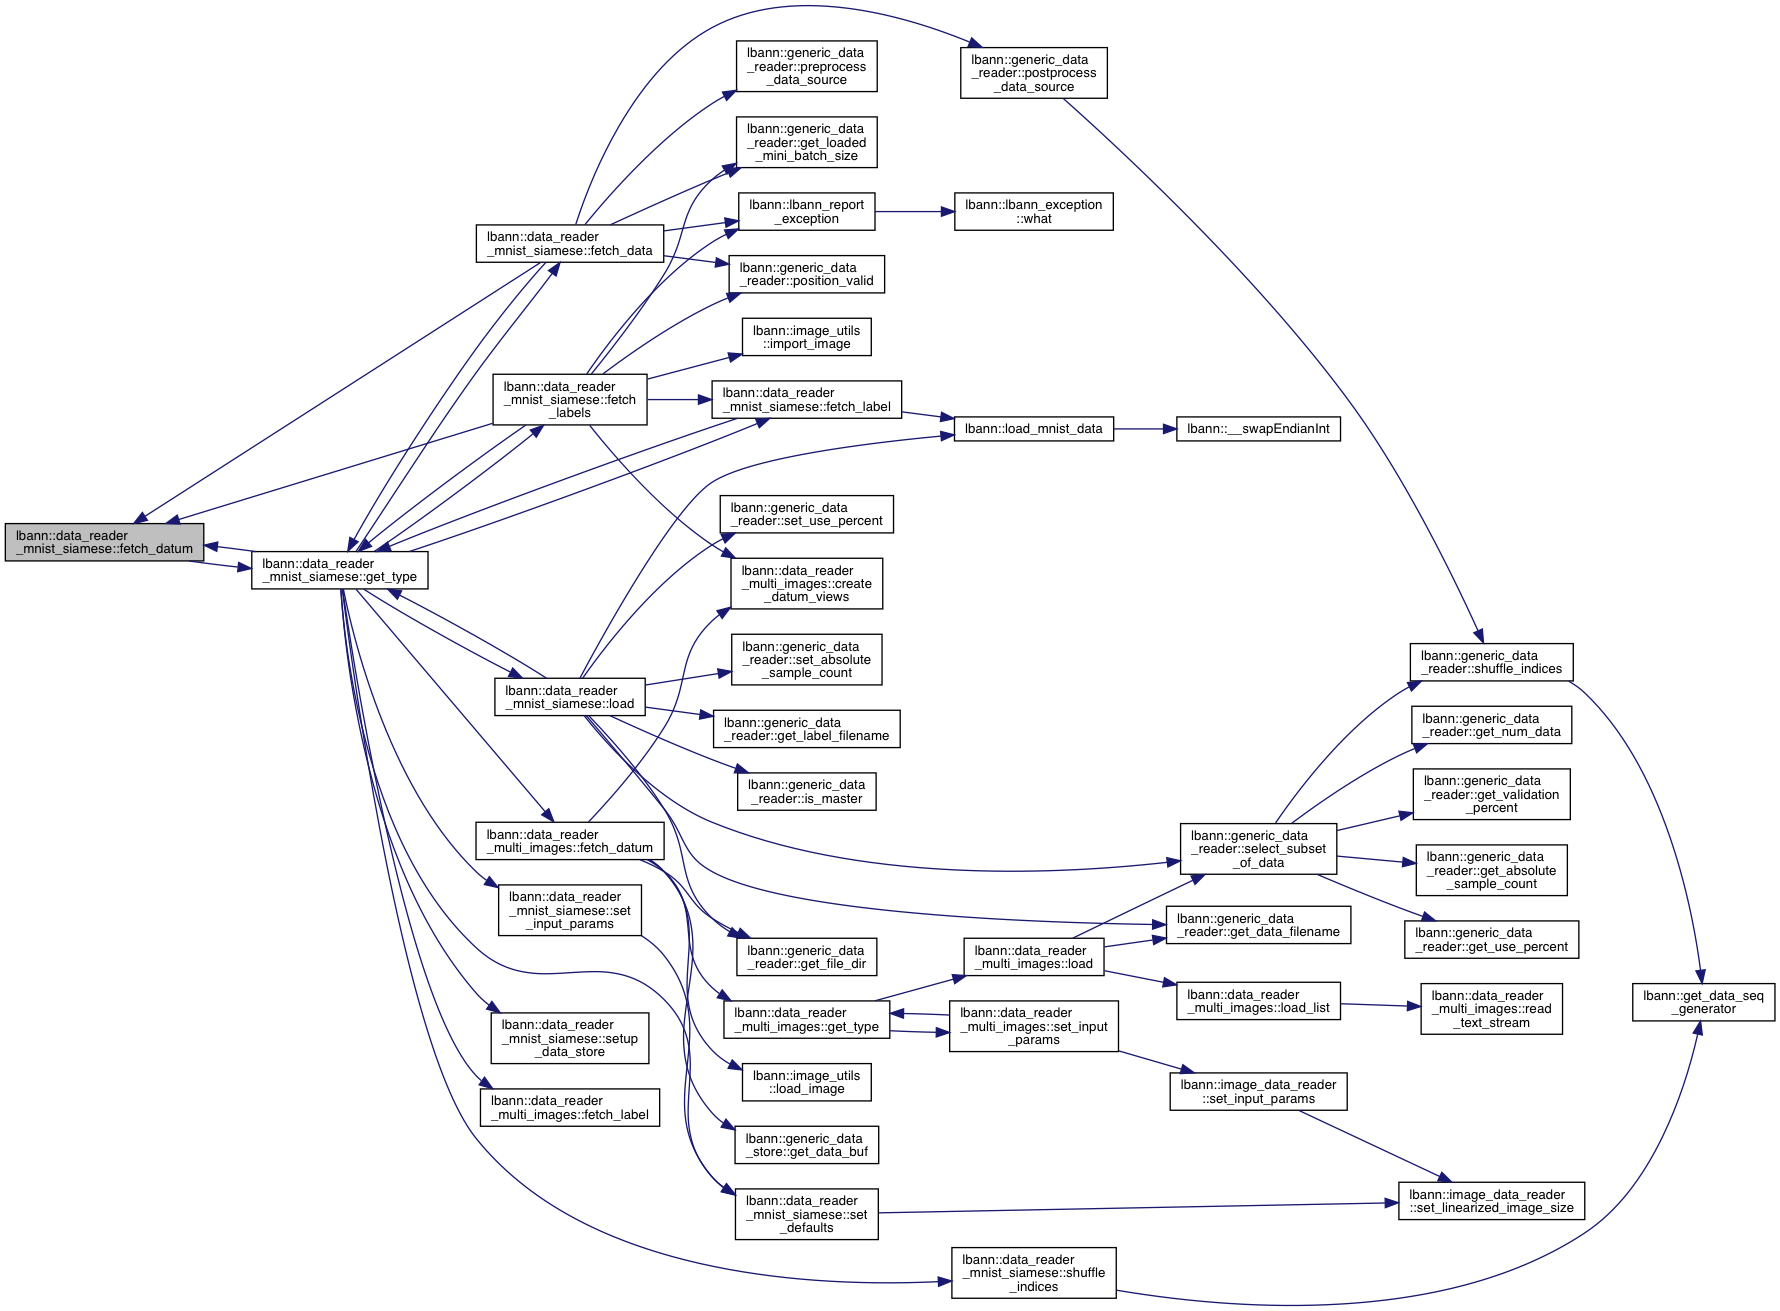 lbann::data_reader
_mnist_siamese::fetch_datum
lbann::data_reader
_mnist_siamese::get_type
lbann::data_reader
_mnist_siamese::fetch_data
lbann::data_reader
_mnist_siamese::fetch
_labels
lbann::data_reader
_mnist_siamese::load
lbann::data_reader
_multi_images::fetch_datum
lbann::data_reader
_mnist_siamese::set
_input_params
lbann::data_reader
_mnist_siamese::setup
_data_store
lbann::data_reader
_multi_images::fetch_label
lbann::generic_data
_reader::preprocess
_data_source
lbann::generic_data
_reader::get_loaded
_mini_batch_size
lbann::lbann_report
_exception
lbann::generic_data
_reader::position_valid
lbann::image_utils
::import_image
lbann::data_reader
_mnist_siamese::fetch_label
lbann::generic_data
_reader::set_use_percent
lbann::data_reader
_multi_images::create
_datum_views
lbann::generic_data
_reader::set_absolute
_sample_count
lbann::generic_data
_reader::get_label_filename
lbann::generic_data
_reader::is_master
lbann::generic_data
_reader::get_file_dir
lbann::data_reader
_multi_images::get_type
lbann::image_utils
::load_image
lbann::generic_data
_store::get_data_buf
lbann::data_reader
_mnist_siamese::set
_defaults
lbann::generic_data
_reader::postprocess
_data_source
lbann::lbann_exception
::what
lbann::load_mnist_data
lbann::data_reader
_multi_images::load
lbann::data_reader
_multi_images::set_input
_params
lbann::data_reader
_mnist_siamese::shuffle
_indices
lbann::__swapEndianInt
lbann::generic_data
_reader::select_subset
_of_data
lbann::generic_data
_reader::get_data_filename
lbann::data_reader
_multi_images::load_list
lbann::image_data_reader
::set_input_params
lbann::generic_data
_reader::shuffle_indices
lbann::generic_data
_reader::get_num_data
lbann::generic_data
_reader::get_validation
_percent
lbann::generic_data
_reader::get_absolute
_sample_count
lbann::generic_data
_reader::get_use_percent
lbann::data_reader
_multi_images::read
_text_stream
lbann::image_data_reader
::set_linearized_image_size
lbann::get_data_seq
_generator